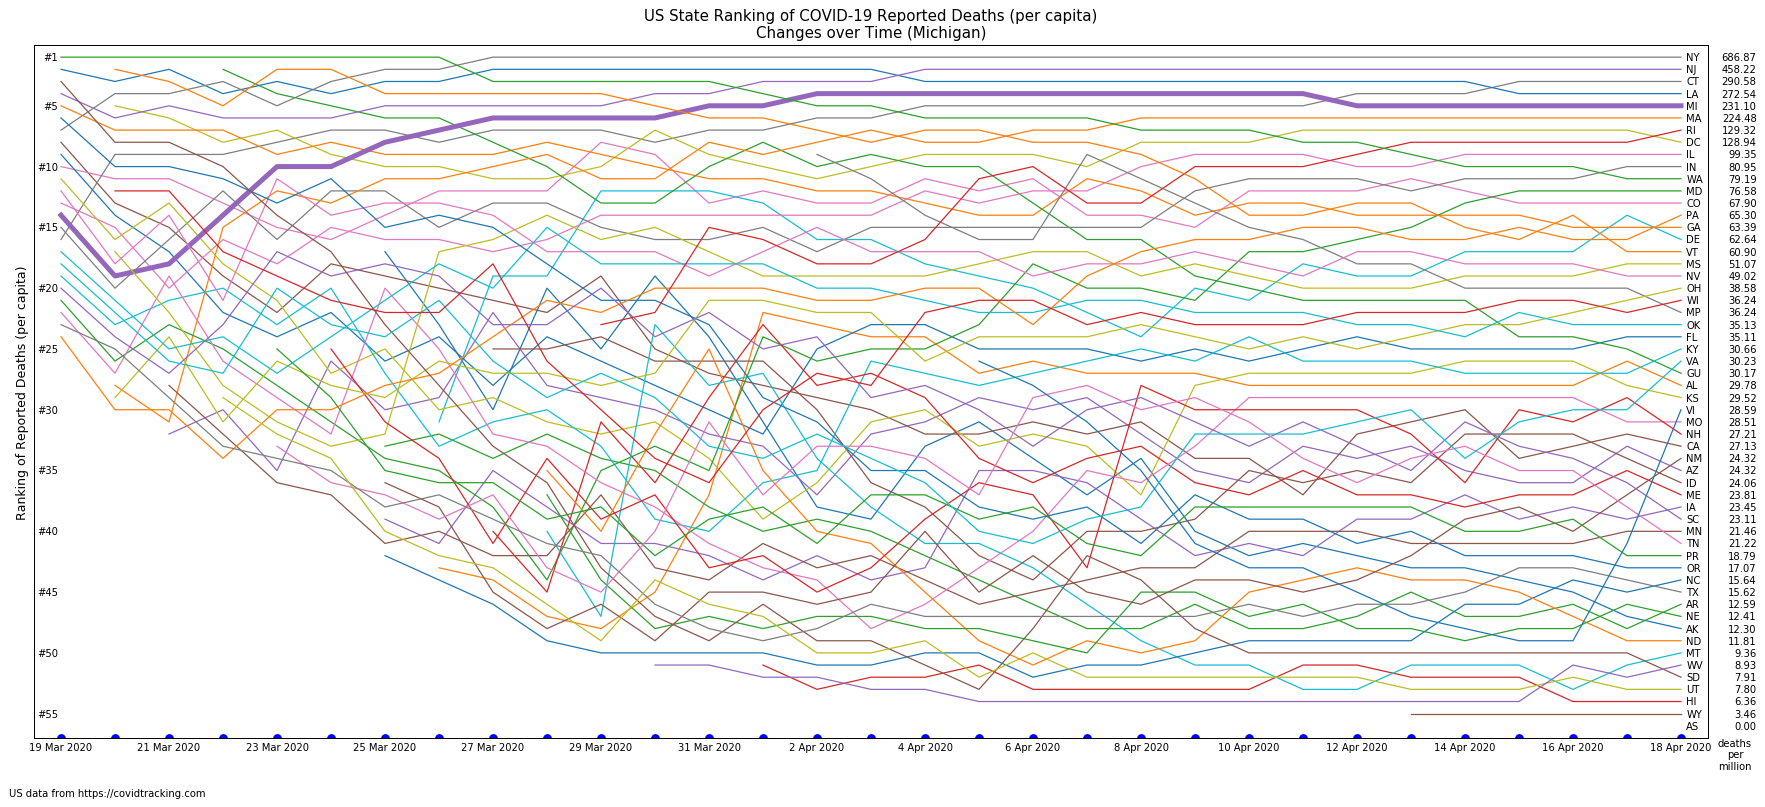 US State Ranking of COVID-19 Reported Deaths (per capita)
Changes over Time (Michigan)
Ranking of Reported Deaths (per capita)
#1
#5
#10
#15
#20
#25
#30
#35
#40
#45
#50
#55
NY 686.87
NJ 458.22
CT 290.58
LA 272.54
MI 231.10
MA 224.48
RI 129.32
DC 128.94
IL 99.35
IN 80.95
WA 79.19
MD 76.58
CO 67.90
PA 65.30
GA 63.39
DE 62.64
VT 60.90
MS 51.07
NV 49.02
OH 38.58
WI 36.24
MP 36.24
OK 35.13
FL 35.11
KY 30.66
VA 30.23
GU 30.17
AL 29.78
KS 29.52
VI 28.59
MO 28.51
NH 27.21
CA 27.13
NM 24.32
AZ 24.32
ID 24.06
ME 23.81
IA 23.45
SC 23.11
MN 21.46
TN 21.22
PR 18.79
OR 17.07
NC 15.64
TX 15.62
AR 12.59
NE 12.41
AK 12.30
ND 11.81
MT 9.36
WV 8.93
SD 7.91
UT 7.80
HI 6.36
WY 3.46
AS 0.00
19 Mar 2020 21 Mar 2020 23 Mar 2020 25 Mar 2020 27 Mar 2020 29 Mar 2020 31 Mar 2020 2 Apr 2020 4 Apr 2020 6 Apr 2020 8 Apr 2020 10 Apr 2020 12 Apr 2020 14 Apr 2020 16 Apr 2020 18 Apr 2020
deaths
per
million
US data from https://covidtracking.com